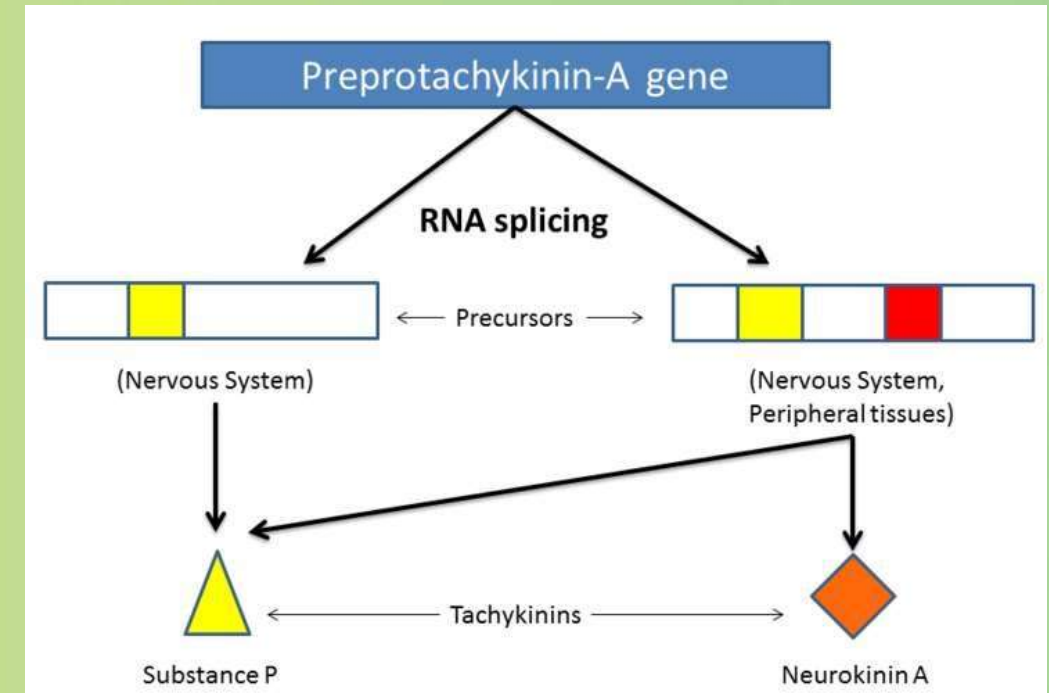 Preprotachykinin-A gene
RNA splicing
Precursors
(Nervous System)
(Nervous System,
Peripheral tissues)
Tachykinins
Substance P
Neurokinin A